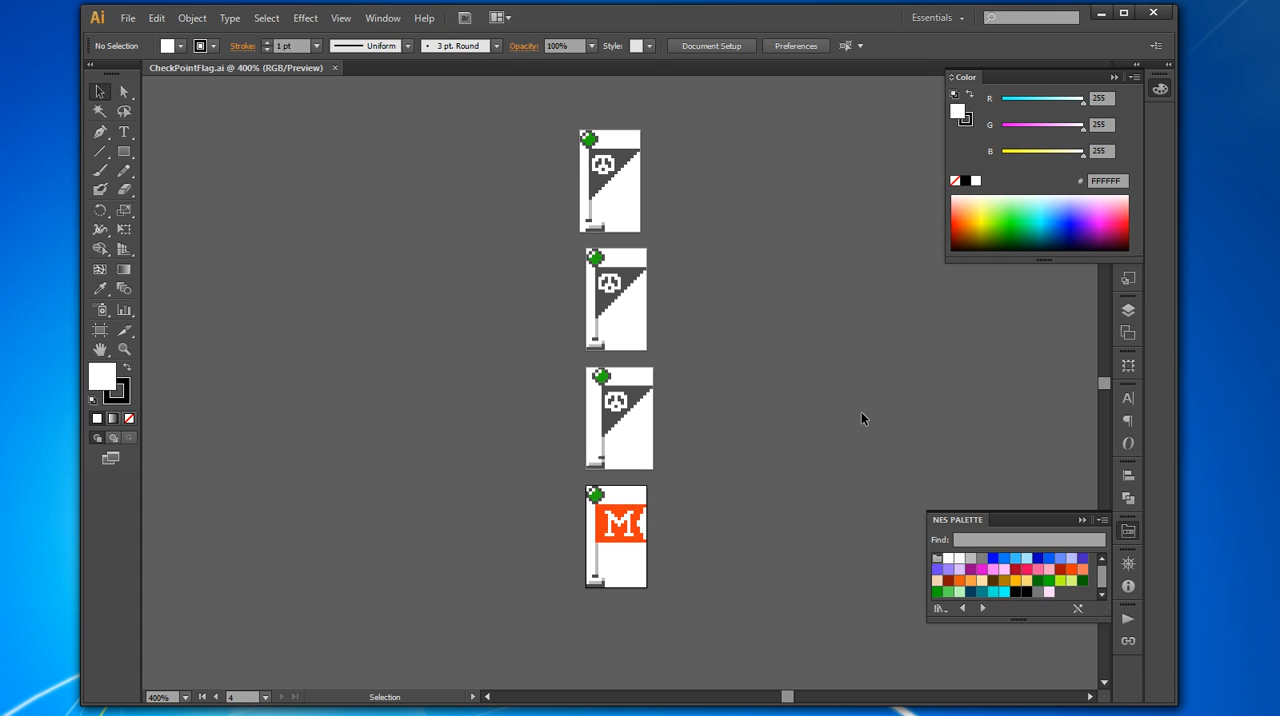 Ai File Edit Object Type Select Effect View Window Help Br Essentials
No Selection Stroke: 1 pt Uniform 3 pt. Round Opacity: 100% Style: Document Setup Preferences
CheckPointFlag.ai @ 400% (RGB/Preview) ×
Color
R 255
G 255
B 255
# FFFFFF
NES PALETTE
Find:
400% 4 Selection